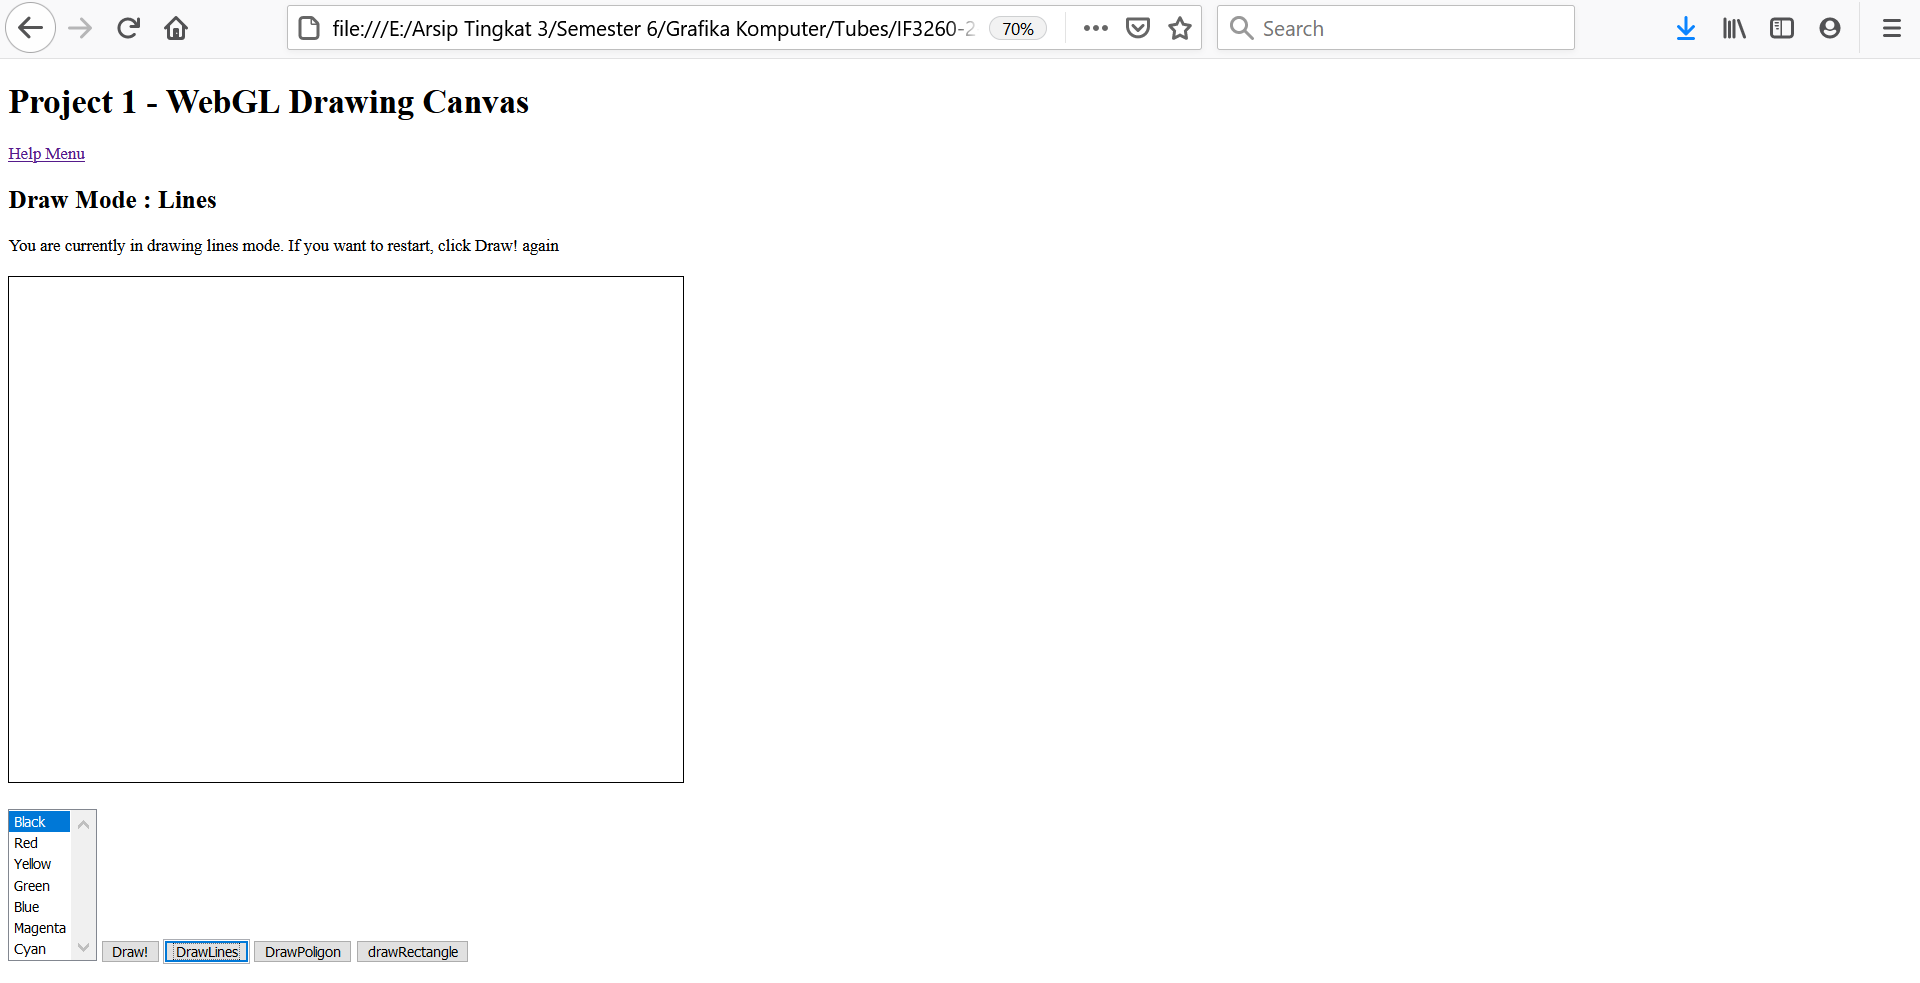 file:///E:/Arsip Tingkat 3/Semester 6/Grafika Komputer/Tubes/IF3260-2 70% Search
Project 1 - WebGL Drawing Canvas
Help Menu
Draw Mode : Lines
You are currently in drawing lines mode. If you want to restart, click Draw! again
Black
Red
Yellow
Green
Blue
Magenta
Cyan
Draw! DrawLines DrawPoligon drawRectangle